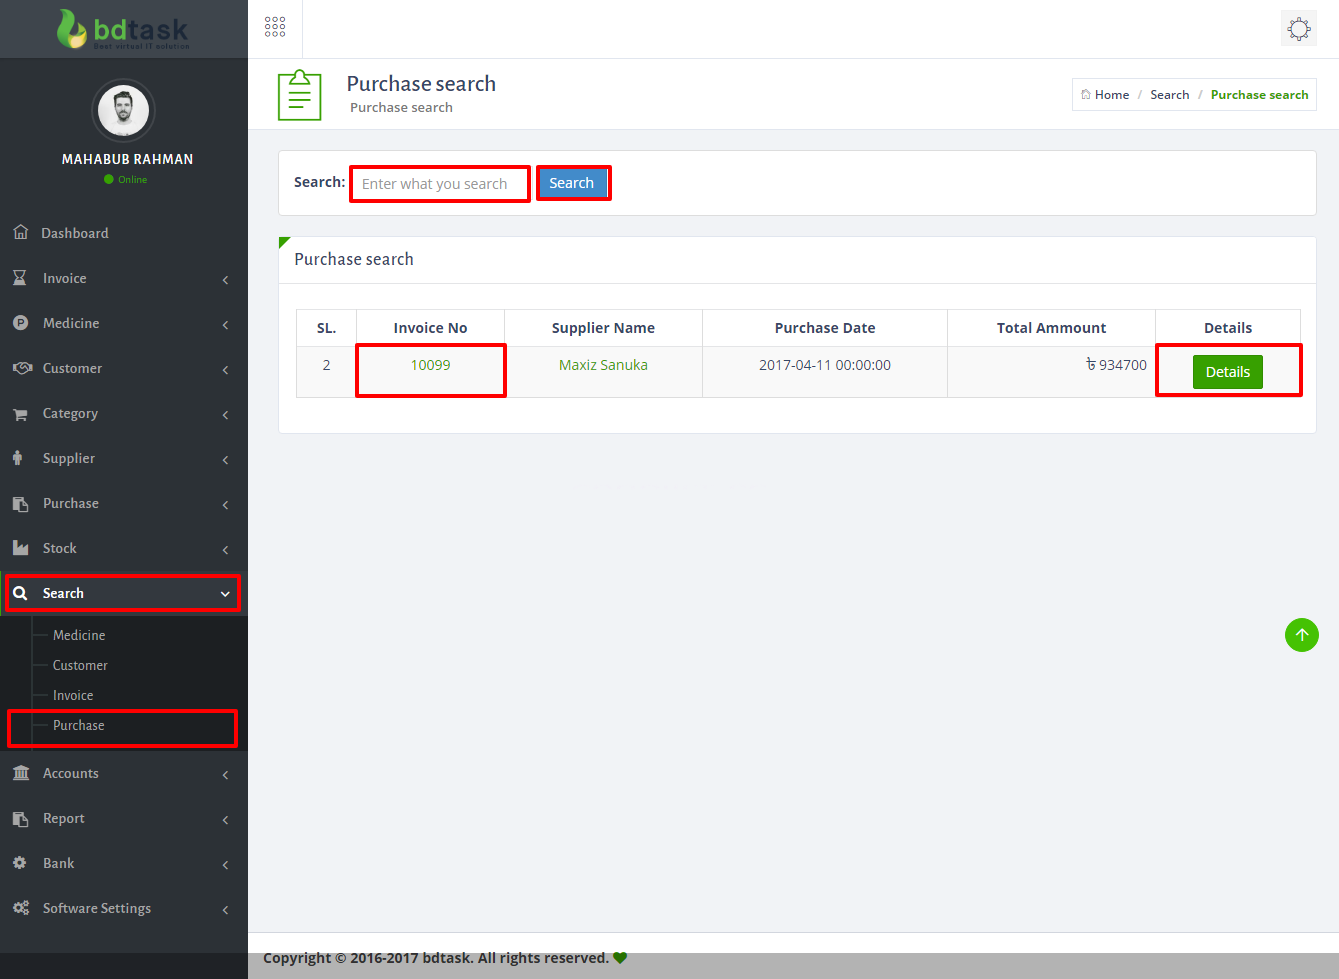 bdtask
Best virtual IT solution
MAHABUB RAHMAN
Online
Dashboard
Invoice
Medicine
Customer
Category
Supplier
Purchase
Stock
Search
Medicine
Customer
Invoice
Purchase
Accounts
Report
Bank
Software Settings
Purchase search
Purchase search
Home / Search / Purchase search
Search: Enter what you search Search
Purchase search
SL. Invoice No Supplier Name Purchase Date Total Ammount Details
2 10099 Maxiz Sanuka 2017-04-11 00:00:00 ৳ 934700 Details
Copyright © 2016-2017 bdtask. All rights reserved.